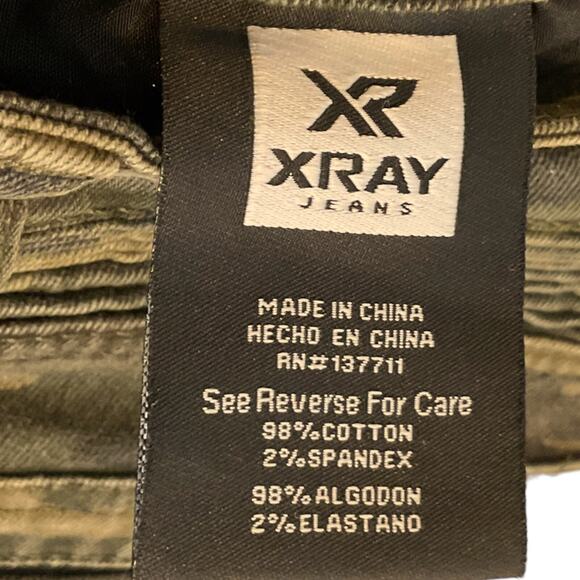 XR
XRAY
JEANS
MADE IN CHINA
HECHO EN CHINA
RN#137711
See Reverse For Care
98%COTTON
2%SPANDEX
98%ALGODON
2%ELASTANO